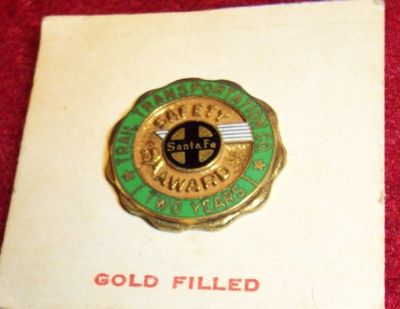 TRAIL TRANSPORTATION CO.
SAFETY
Santa Fe
AWARD
TWO YEARS
GOLD FILLED